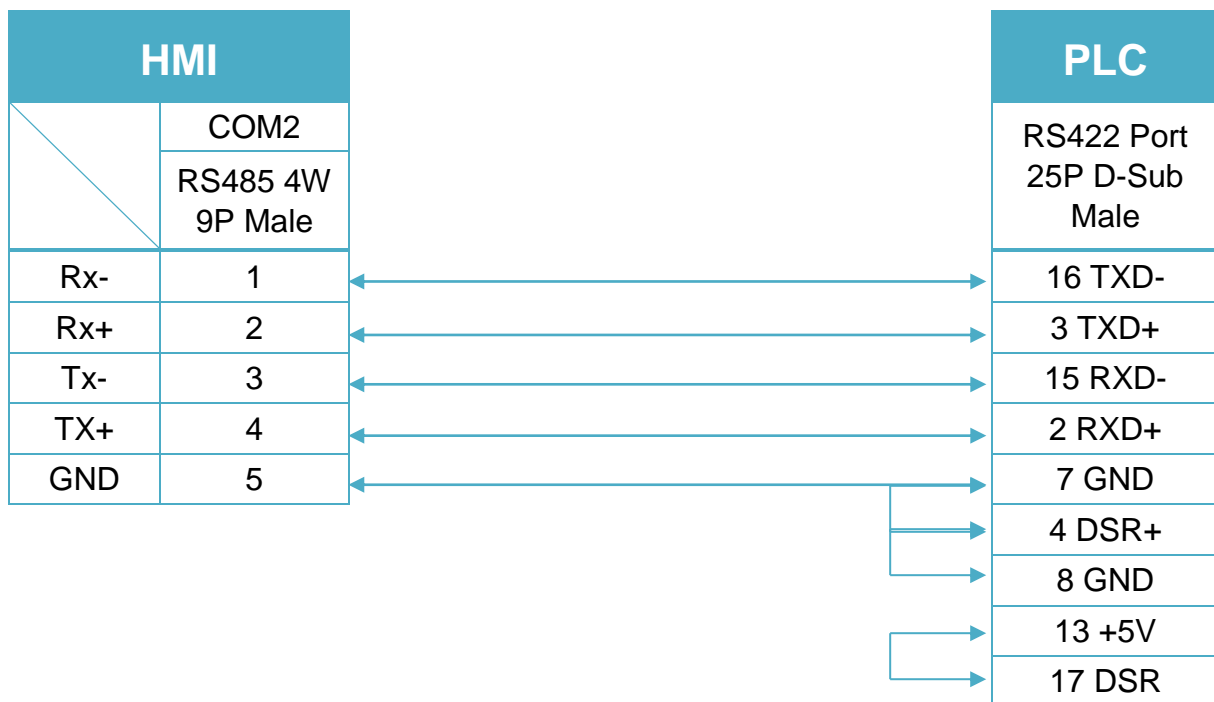 HMI
PLC
COM2
RS485 4W
9P Male
RS422 Port
25P D-Sub
Male
Rx- 1 16 TXD-
Rx+ 2 3 TXD+
Tx- 3 15 RXD-
TX+ 4 2 RXD+
GND 5 7 GND
4 DSR+
8 GND
13 +5V
17 DSR